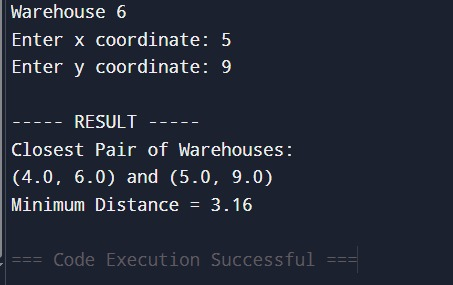 Warehouse 6
Enter x coordinate: 5
Enter y coordinate: 9
----- RESULT -----
Closest Pair of Warehouses:
(4.0, 6.0) and (5.0, 9.0)
Minimum Distance = 3.16
=== Code Execution Successful ===